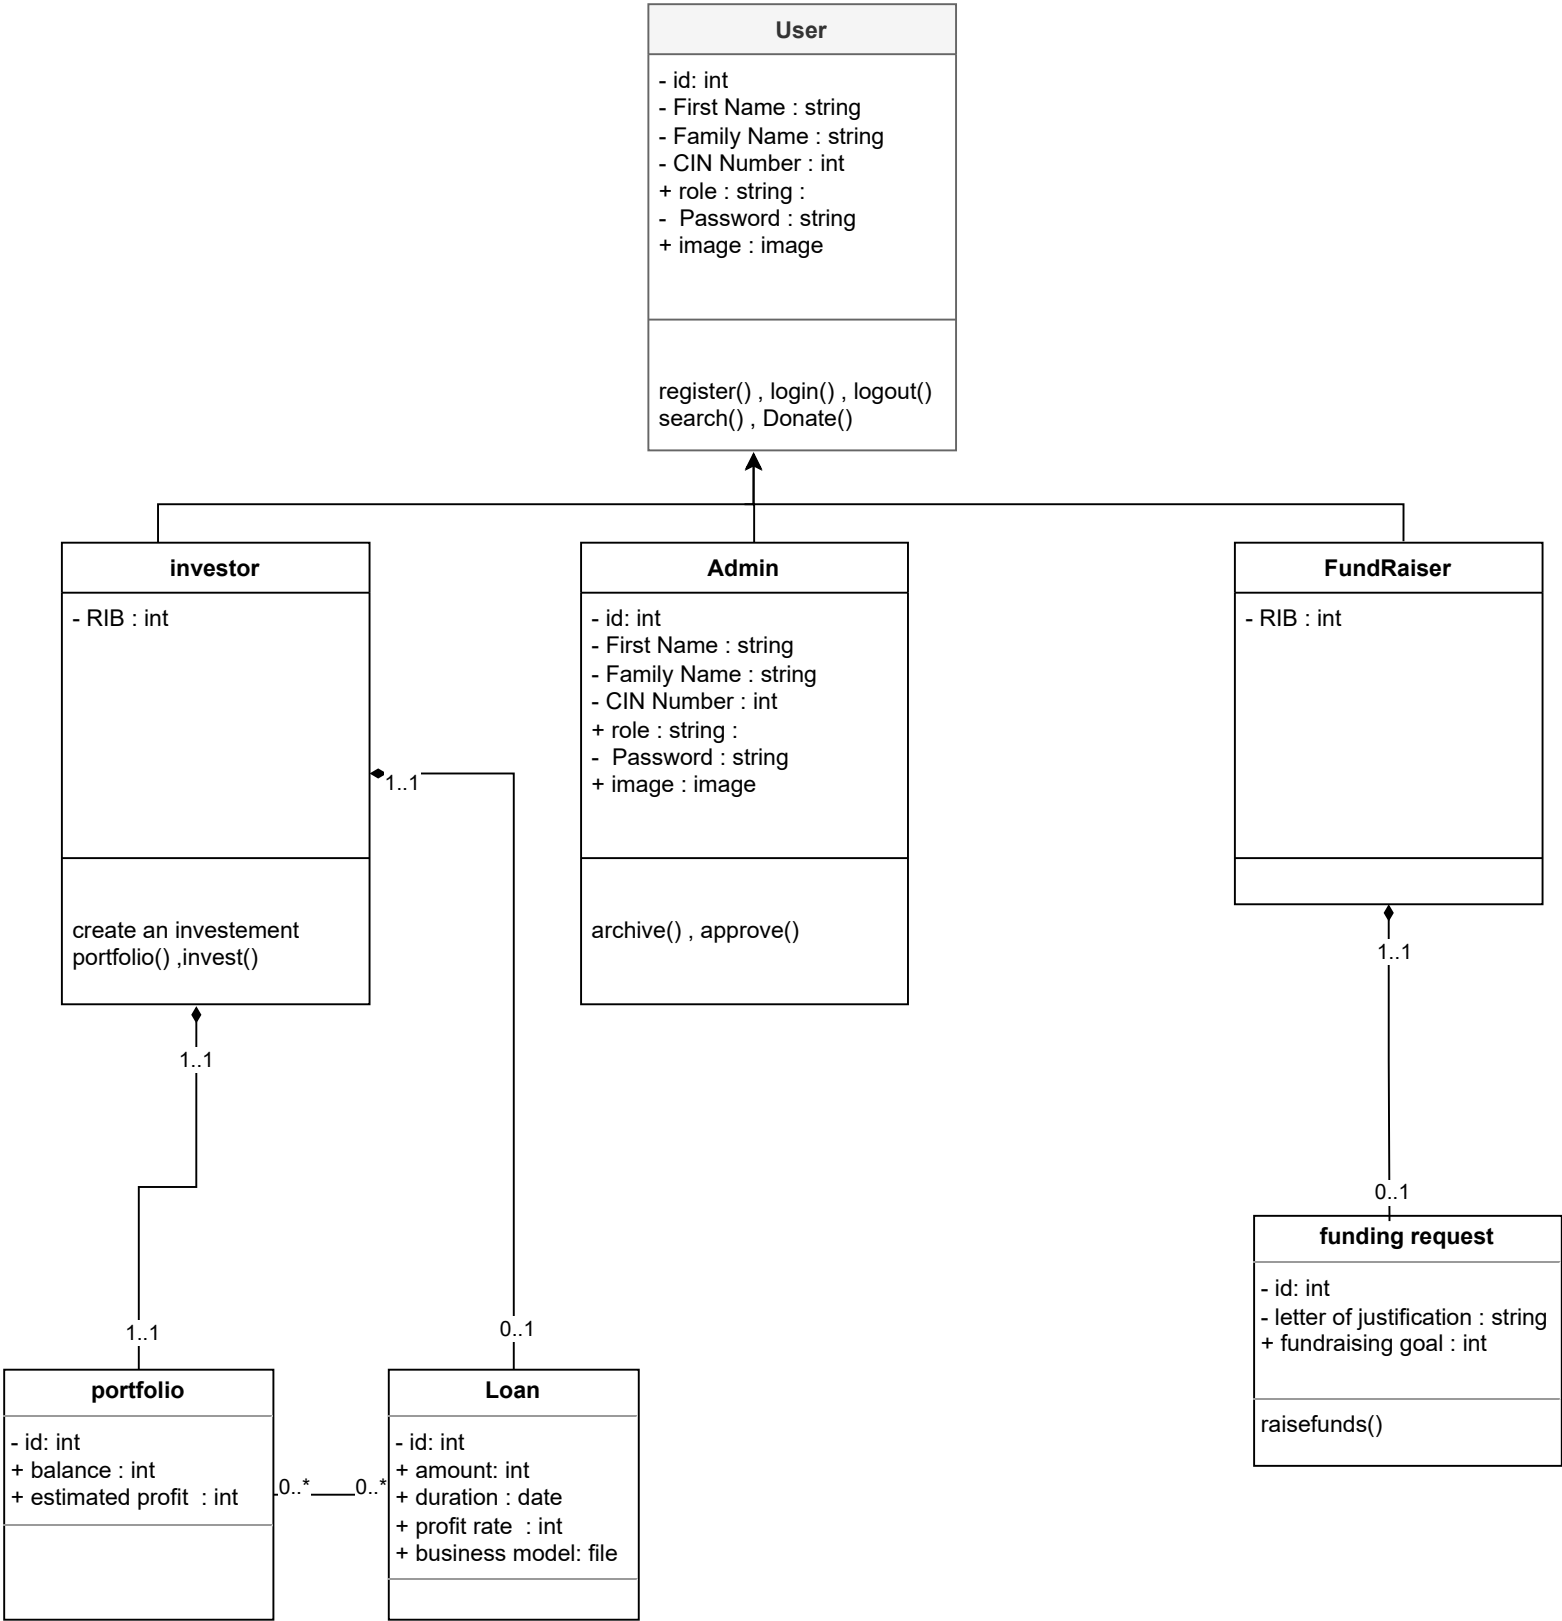 User
- id: int
- First Name : string
- Family Name : string
- CIN Number : int
+ role : string :
-  Password : string
+ image : image
register() , login() , logout()
search() , Donate()
investor
- RIB : int
create an investement
portfolio() ,invest()
Admin
- id: int
- First Name : string
- Family Name : string
- CIN Number : int
+ role : string :
-  Password : string
+ image : image
archive() , approve()
FundRaiser
- RIB : int
1..1
1..1
1..1
0..1
1..1
0..1
funding request
- id: int
- letter of justification : string
+ fundraising goal : int
raisefunds()
portfolio
- id: int
+ balance : int
+ estimated profit  : int
0..*
0..*
Loan
- id: int
+ amount: int
+ duration : date
+ profit rate  : int
+ business model: file